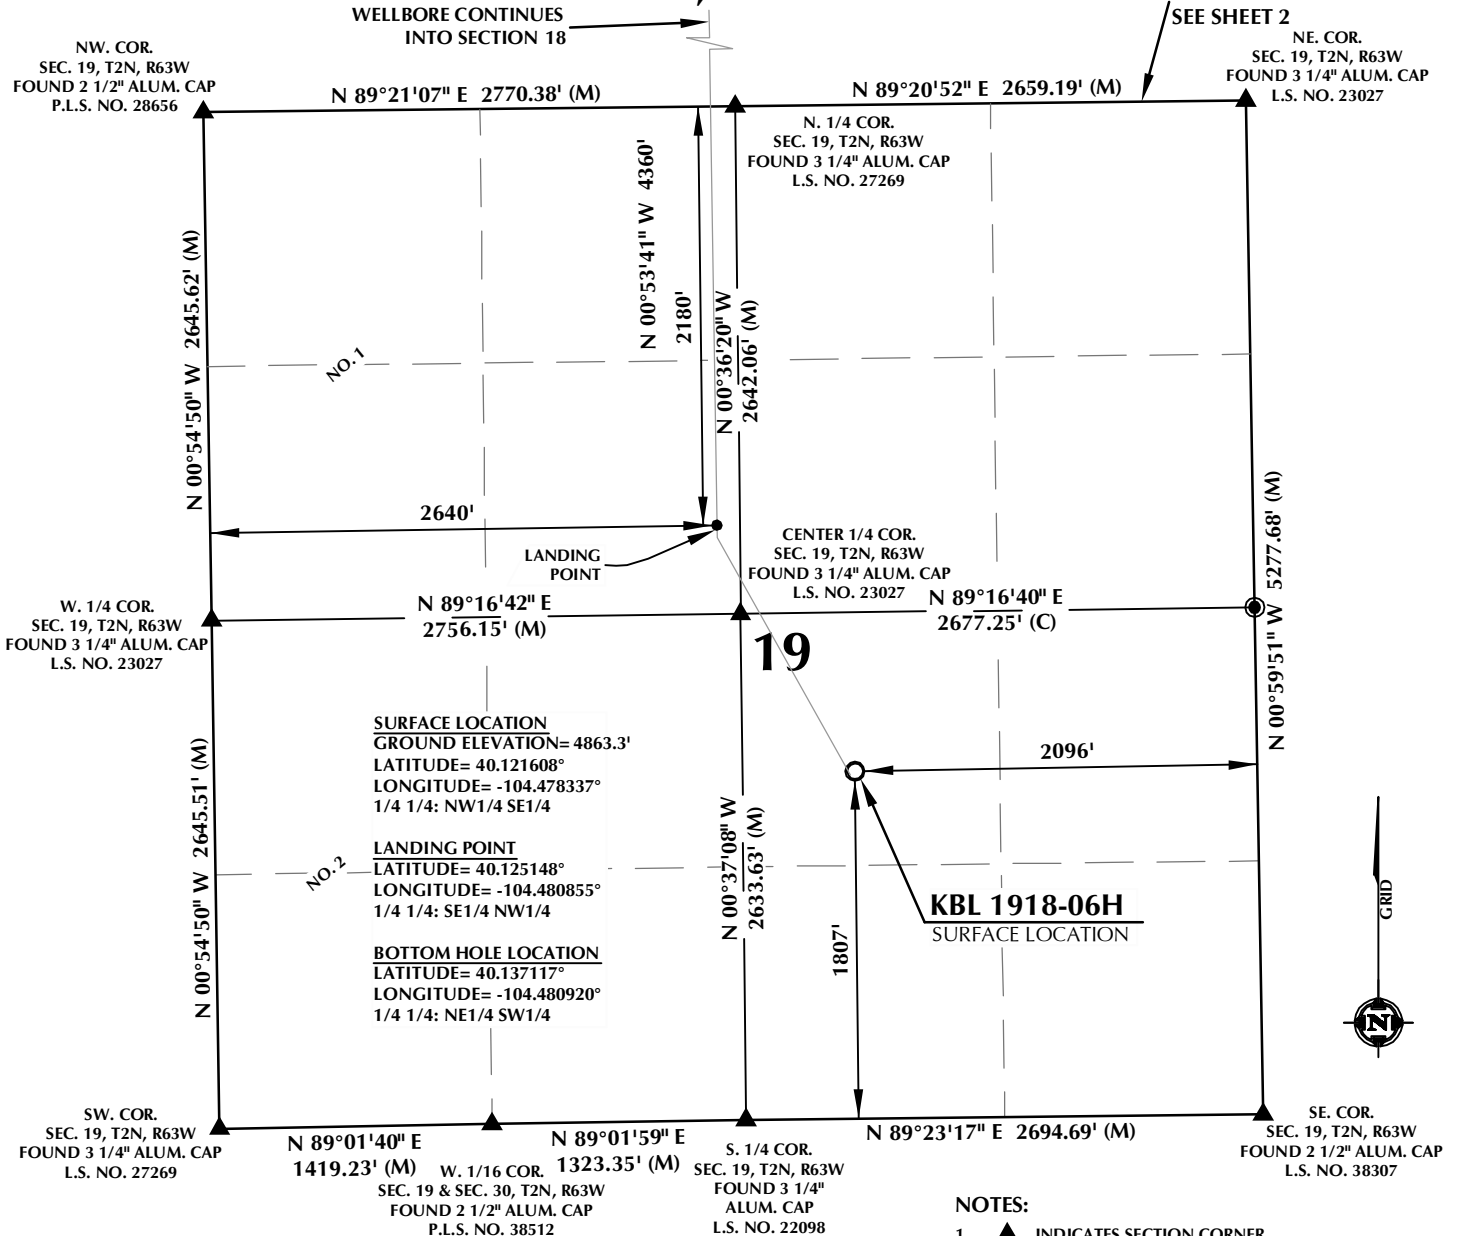 WELLBORE CONTINUES
INTO SECTION 18
SEE SHEET 2
NW. COR.
SEC. 19, T2N, R63W
FOUND 2 1/2" ALUM. CAP
P.L.S. NO. 28656
NE. COR.
SEC. 19, T2N, R63W
FOUND 3 1/4" ALUM. CAP
L.S. NO. 23027
N 89°21'07" E 2770.38' (M)
N 89°20'52" E 2659.19' (M)
N. 1/4 COR.
SEC. 19, T2N, R63W
FOUND 3 1/4" ALUM. CAP
L.S. NO. 27269
N 00°54'50" W 2645.62' (M)
N 00°53'41" W 4360'
2180'
N 00°36'20" W
2642.06' (M)
NO.1
2640'
LANDING
POINT
CENTER 1/4 COR.
SEC. 19, T2N, R63W
FOUND 3 1/4" ALUM. CAP
L.S. NO. 23027
N 00°59'51" W 5277.68' (M)
W. 1/4 COR.
SEC. 19, T2N, R63W
FOUND 3 1/4" ALUM. CAP
L.S. NO. 23027
N 89°16'42" E
2756.15' (M)
N 89°16'40" E
2677.25' (C)
19
SURFACE LOCATION
GROUND ELEVATION= 4863.3'
LATITUDE= 40.121608°
LONGITUDE= -104.478337°
1/4 1/4: NW1/4 SE1/4
LANDING POINT
LATITUDE= 40.125148°
LONGITUDE= -104.480855°
1/4 1/4: SE1/4 NW1/4
BOTTOM HOLE LOCATION
LATITUDE= 40.137117°
LONGITUDE= -104.480920°
1/4 1/4: NE1/4 SW1/4
N 00°54'50" W 2645.51' (M)
NO.2
N 00°37'08" W
2633.63' (M)
2096'
1807'
KBL 1918-06H
SURFACE LOCATION
GRID
N
SW. COR.
SEC. 19, T2N, R63W
FOUND 3 1/4" ALUM. CAP
L.S. NO. 27269
N 89°01'40" E
1419.23' (M)
W. 1/16 COR.
SEC. 19 & SEC. 30, T2N, R63W
FOUND 2 1/2" ALUM. CAP
P.L.S. NO. 38512
N 89°01'59" E
1323.35' (M)
S. 1/4 COR.
SEC. 19, T2N, R63W
FOUND 3 1/4"
ALUM. CAP
L.S. NO. 22098
N 89°23'17" E 2694.69' (M)
SE. COR.
SEC. 19, T2N, R63W
FOUND 2 1/2" ALUM. CAP
L.S. NO. 38307
NOTES:
1. INDICATES SECTION CORNER